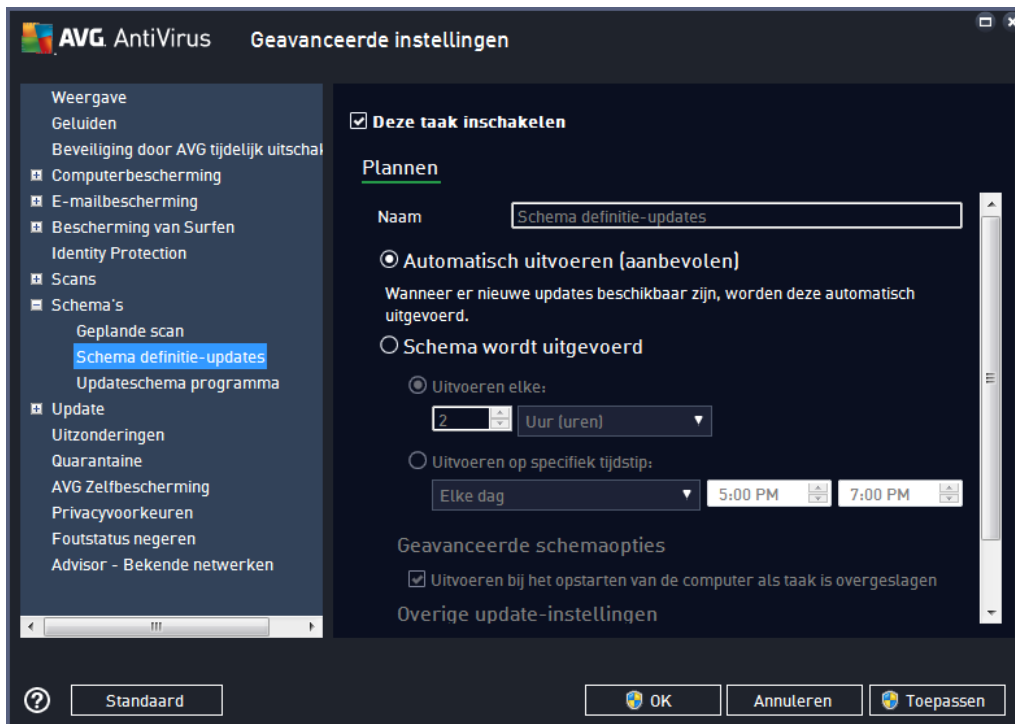 AVG AntiVirus Geavanceerde instellingen
Weergave
Geluiden
Beveiliging door AVG tijdelijk uitschak
Computerbescherming
E-mailbescherming
Bescherming van Surfen
Identity Protection
Scans
Schema's
Geplande scan
Schema definitie-updates
Updateschema programma
Update
Uitzonderingen
Quarantaine
AVG Zelfbescherming
Privacyvoorkeuren
Foutstatus negeren
Advisor - Bekende netwerken
Deze taak inschakelen
Plannen
Naam Schema definitie-updates
Automatisch uitvoeren (aanbevolen)
Wanneer er nieuwe updates beschikbaar zijn, worden deze automatisch
uitgevoerd.
Schema wordt uitgevoerd
Uitvoeren elke:
2 Uur (uren)
Uitvoeren op specifiek tijdstip:
Elke dag 5:00 PM 7:00 PM
Geavanceerde schemaopties
Uitvoeren bij het opstarten van de computer als taak is overgeslagen
Overige update-instellingen
? Standaard OK Annuleren Toepassen